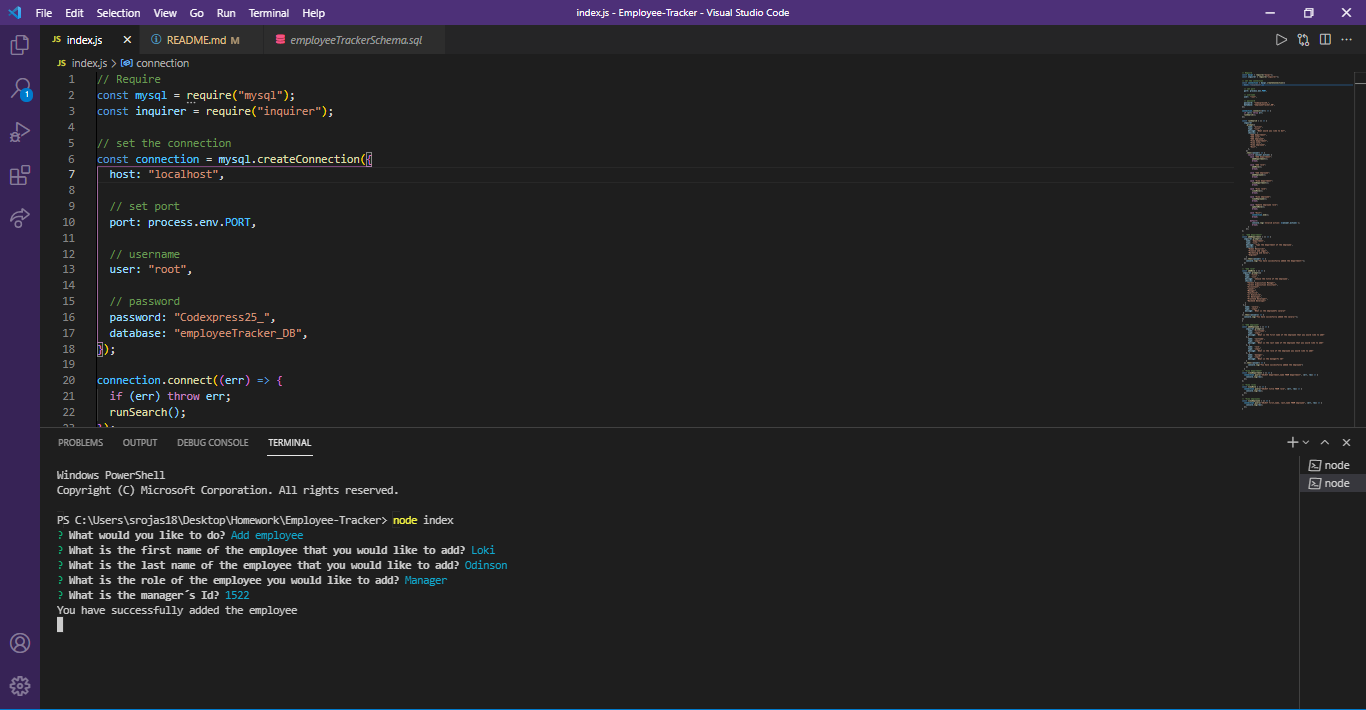 File Edit Selection View Go Run Terminal Help index.js - Employee-Tracker - Visual Studio Code
JS index.js README.md M employeeTrackerSchema.sql
JS index.js > connection
1 // Require
2 const mysql = require("mysql");
3 const inquirer = require("inquirer");
4
5 // set the connection
6 const connection = mysql.createConnection({
7 host: "localhost",
8
9 // set port
10 port: process.env.PORT,
11
12 // username
13 user: "root",
14
15 // password
16 password: "Codexpress25_",
17 database: "employeeTracker_DB",
18 });
19
20 connection.connect((err) => {
21 if (err) throw err;
22 runSearch();
23 });
1
PROBLEMS OUTPUT DEBUG CONSOLE TERMINAL
node
node
Windows PowerShell
Copyright (C) Microsoft Corporation. All rights reserved.
PS C:\Users\srojas18\Desktop\Homework\Employee-Tracker> node index
? What would you like to do? Add employee
? What is the first name of the employee that you would like to add? Loki
? What is the last name of the employee that you would like to add? Odinson
? What is the role of the employee you would like to add? Manager
? What is the manager´s Id? 1522
You have successfully added the employee